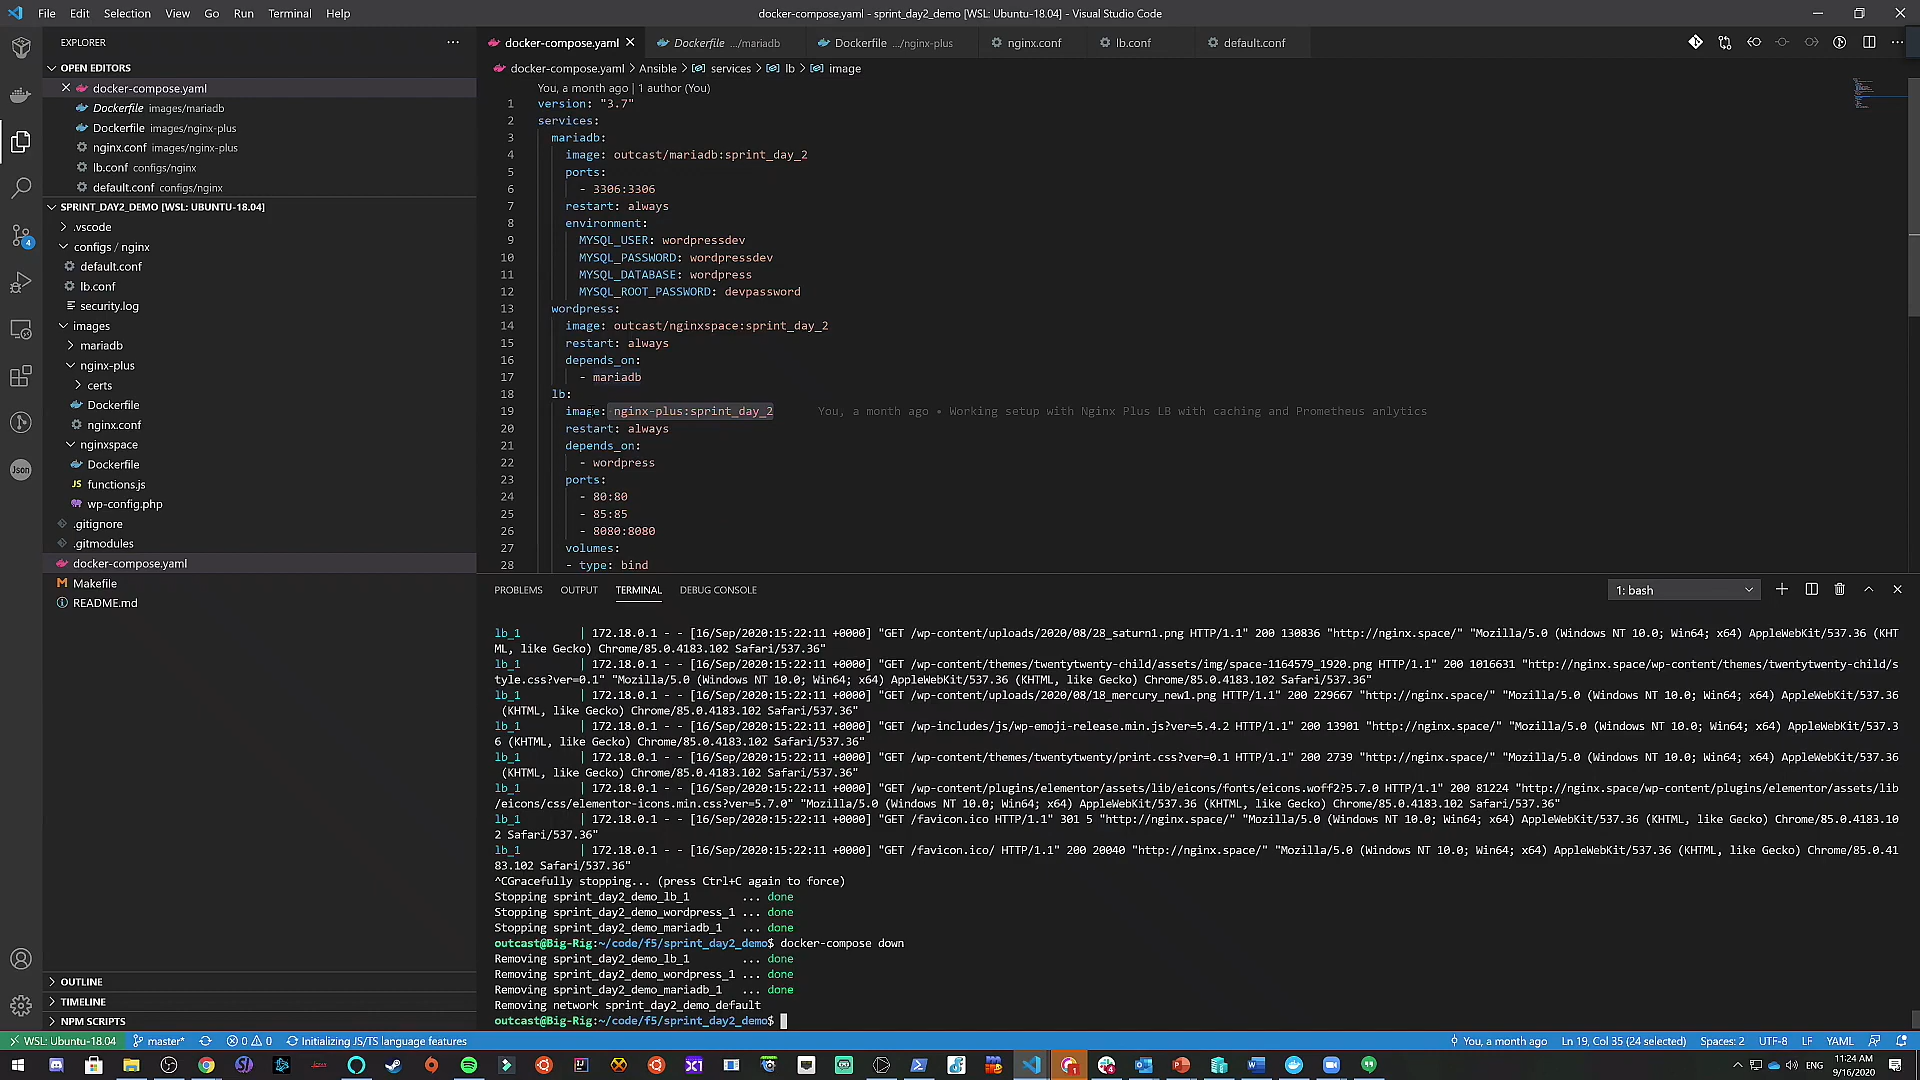 File Edit Selection View Go Run Terminal Help
docker-compose.yaml - sprint_day2_demo [WSL: Ubuntu-18.04] - Visual Studio Code
EXPLORER
OPEN EDITORS
docker-compose.yaml
Dockerfile images/mariadb
Dockerfile images/nginx-plus
nginx.conf images/nginx-plus
lb.conf configs/nginx
default.conf configs/nginx
SPRINT_DAY2_DEMO [WSL: UBUNTU-18.04]
.vscode
configs / nginx
default.conf
lb.conf
security.log
images
mariadb
nginx-plus
certs
Dockerfile
nginx.conf
nginxspace
Dockerfile
JS functions.js
wp-config.php
.gitignore
.gitmodules
docker-compose.yaml
M Makefile
README.md
OUTLINE
TIMELINE
NPM SCRIPTS
4
Json
docker-compose.yaml
Dockerfile .../mariadb
Dockerfile .../nginx-plus
nginx.conf
lb.conf
default.conf
docker-compose.yaml > Ansible > services > lb > image
You, a month ago | 1 author (You)
1 version: "3.7"
2 services:
3 mariadb:
4 image: outcast/mariadb:sprint_day_2
5 ports:
6 - 3306:3306
7 restart: always
8 environment:
9 MYSQL_USER: wordpressdev
10 MYSQL_PASSWORD: wordpressdev
11 MYSQL_DATABASE: wordpress
12 MYSQL_ROOT_PASSWORD: devpassword
13 wordpress:
14 image: outcast/nginxspace:sprint_day_2
15 restart: always
16 depends_on:
17 - mariadb
18 lb:
19 image: nginx-plus:sprint_day_2 You, a month ago • Working setup with Nginx Plus LB with caching and Prometheus anlytics
20 restart: always
21 depends_on:
22 - wordpress
23 ports:
24 - 80:80
25 - 85:85
26 - 8080:8080
27 volumes:
28 - type: bind
PROBLEMS OUTPUT TERMINAL DEBUG CONSOLE
1: bash
lb_1 | 172.18.0.1 - - [16/Sep/2020:15:22:11 +0000] "GET /wp-content/uploads/2020/08/28_saturn1.png HTTP/1.1" 200 130836 "http://nginx.space/" "Mozilla/5.0 (Windows NT 10.0; Win64; x64) AppleWebKit/537.36 (KHT
ML, like Gecko) Chrome/85.0.4183.102 Safari/537.36"
lb_1 | 172.18.0.1 - - [16/Sep/2020:15:22:11 +0000] "GET /wp-content/themes/twentytwenty-child/assets/img/space-1164579_1920.png HTTP/1.1" 200 1016631 "http://nginx.space/wp-content/themes/twentytwenty-child/s
tyle.css?ver=0.1" "Mozilla/5.0 (Windows NT 10.0; Win64; x64) AppleWebKit/537.36 (KHTML, like Gecko) Chrome/85.0.4183.102 Safari/537.36"
lb_1 | 172.18.0.1 - - [16/Sep/2020:15:22:11 +0000] "GET /wp-content/uploads/2020/08/18_mercury_new1.png HTTP/1.1" 200 229667 "http://nginx.space/" "Mozilla/5.0 (Windows NT 10.0; Win64; x64) AppleWebKit/537.36
(KHTML, like Gecko) Chrome/85.0.4183.102 Safari/537.36"
lb_1 | 172.18.0.1 - - [16/Sep/2020:15:22:11 +0000] "GET /wp-includes/js/wp-emoji-release.min.js?ver=5.4.2 HTTP/1.1" 200 13901 "http://nginx.space/" "Mozilla/5.0 (Windows NT 10.0; Win64; x64) AppleWebKit/537.3
6 (KHTML, like Gecko) Chrome/85.0.4183.102 Safari/537.36"
lb_1 | 172.18.0.1 - - [16/Sep/2020:15:22:11 +0000] "GET /wp-content/themes/twentytwenty/print.css?ver=0.1 HTTP/1.1" 200 2739 "http://nginx.space/" "Mozilla/5.0 (Windows NT 10.0; Win64; x64) AppleWebKit/537.36
(KHTML, like Gecko) Chrome/85.0.4183.102 Safari/537.36"
lb_1 | 172.18.0.1 - - [16/Sep/2020:15:22:11 +0000] "GET /wp-content/plugins/elementor/assets/lib/eicons/fonts/eicons.woff2?5.7.0 HTTP/1.1" 200 81224 "http://nginx.space/wp-content/plugins/elementor/assets/lib
/eicons/css/elementor-icons.min.css?ver=5.7.0" "Mozilla/5.0 (Windows NT 10.0; Win64; x64) AppleWebKit/537.36 (KHTML, like Gecko) Chrome/85.0.4183.102 Safari/537.36"
lb_1 | 172.18.0.1 - - [16/Sep/2020:15:22:11 +0000] "GET /favicon.ico HTTP/1.1" 301 5 "http://nginx.space/" "Mozilla/5.0 (Windows NT 10.0; Win64; x64) AppleWebKit/537.36 (KHTML, like Gecko) Chrome/85.0.4183.10
2 Safari/537.36"
lb_1 | 172.18.0.1 - - [16/Sep/2020:15:22:11 +0000] "GET /favicon.ico/ HTTP/1.1" 200 20040 "http://nginx.space/" "Mozilla/5.0 (Windows NT 10.0; Win64; x64) AppleWebKit/537.36 (KHTML, like Gecko) Chrome/85.0.41
83.102 Safari/537.36"
^CGracefully stopping... (press Ctrl+C again to force)
Stopping sprint_day2_demo_lb_1 ... done
Stopping sprint_day2_demo_wordpress_1 ... done
Stopping sprint_day2_demo_mariadb_1 ... done
outcast@Big-Rig:~/code/f5/sprint_day2_demo$ docker-compose down
Removing sprint_day2_demo_lb_1 ... done
Removing sprint_day2_demo_wordpress_1 ... done
Removing sprint_day2_demo_mariadb_1 ... done
Removing network sprint_day2_demo_default
outcast@Big-Rig:~/code/f5/sprint_day2_demo$
WSL: Ubuntu-18.04 master* 0 0 Initializing JS/TS language features You, a month ago Ln 19, Col 35 (24 selected) Spaces: 2 UTF-8 LF YAML
ENG 11:24 AM
9/16/2020